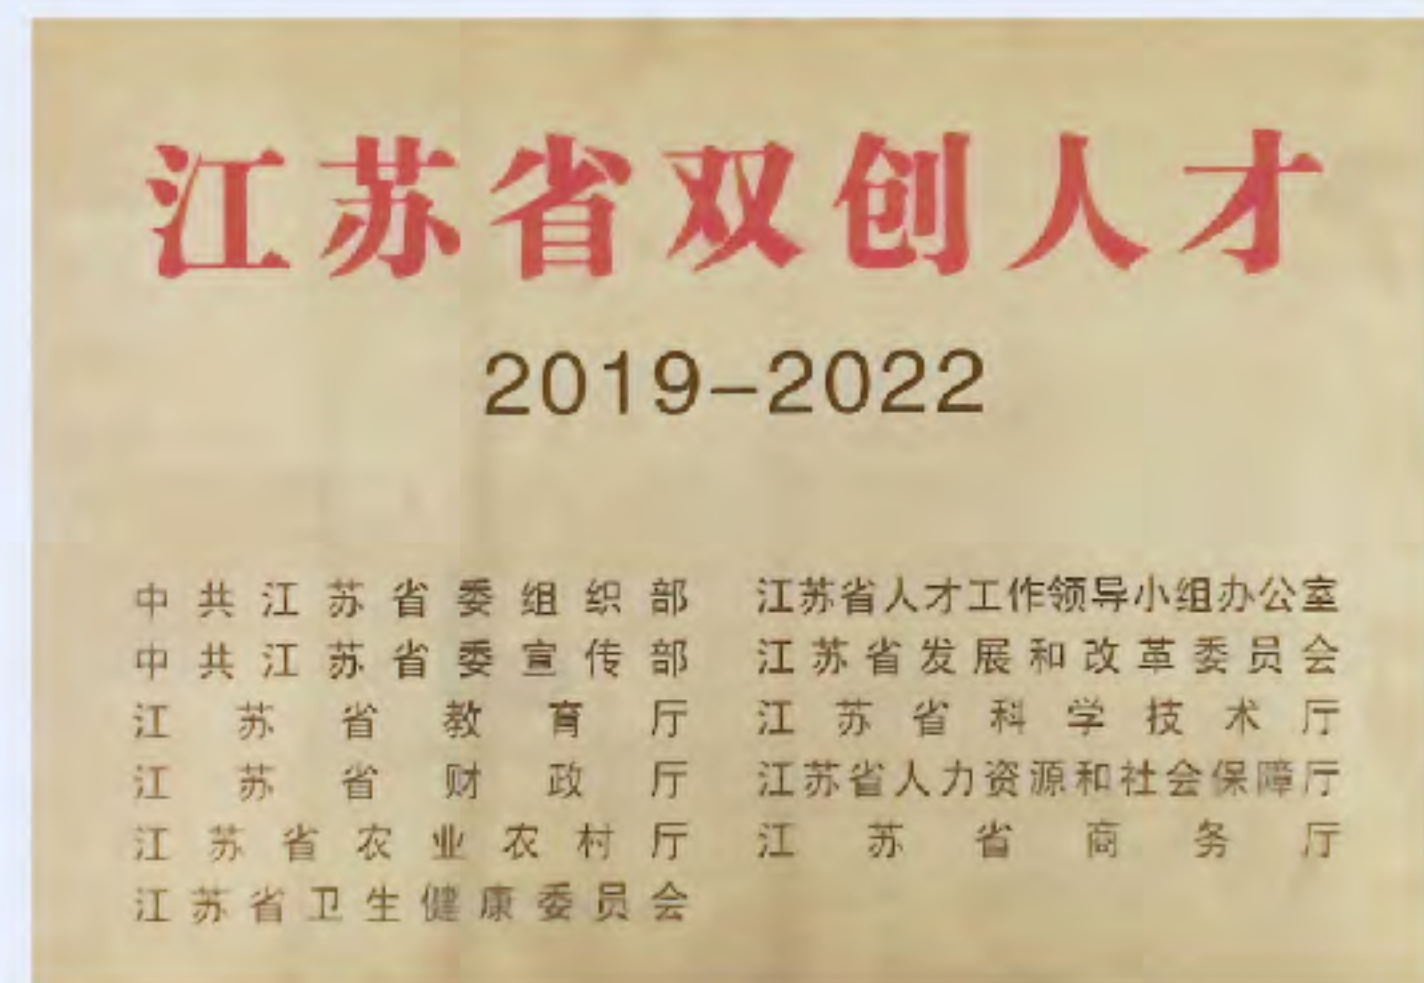 江苏省双创人才
2019-2022
中共江苏省委组织部 江苏省人才工作领导小组办公室
中共江苏省委宣传部 江苏省发展和改革委员会
江苏省教育厅 江苏省科学技术厅
江苏省财政厅 江苏省人力资源和社会保障厅
江苏省农业农村厅 江苏省商务厅
江苏省卫生健康委员会